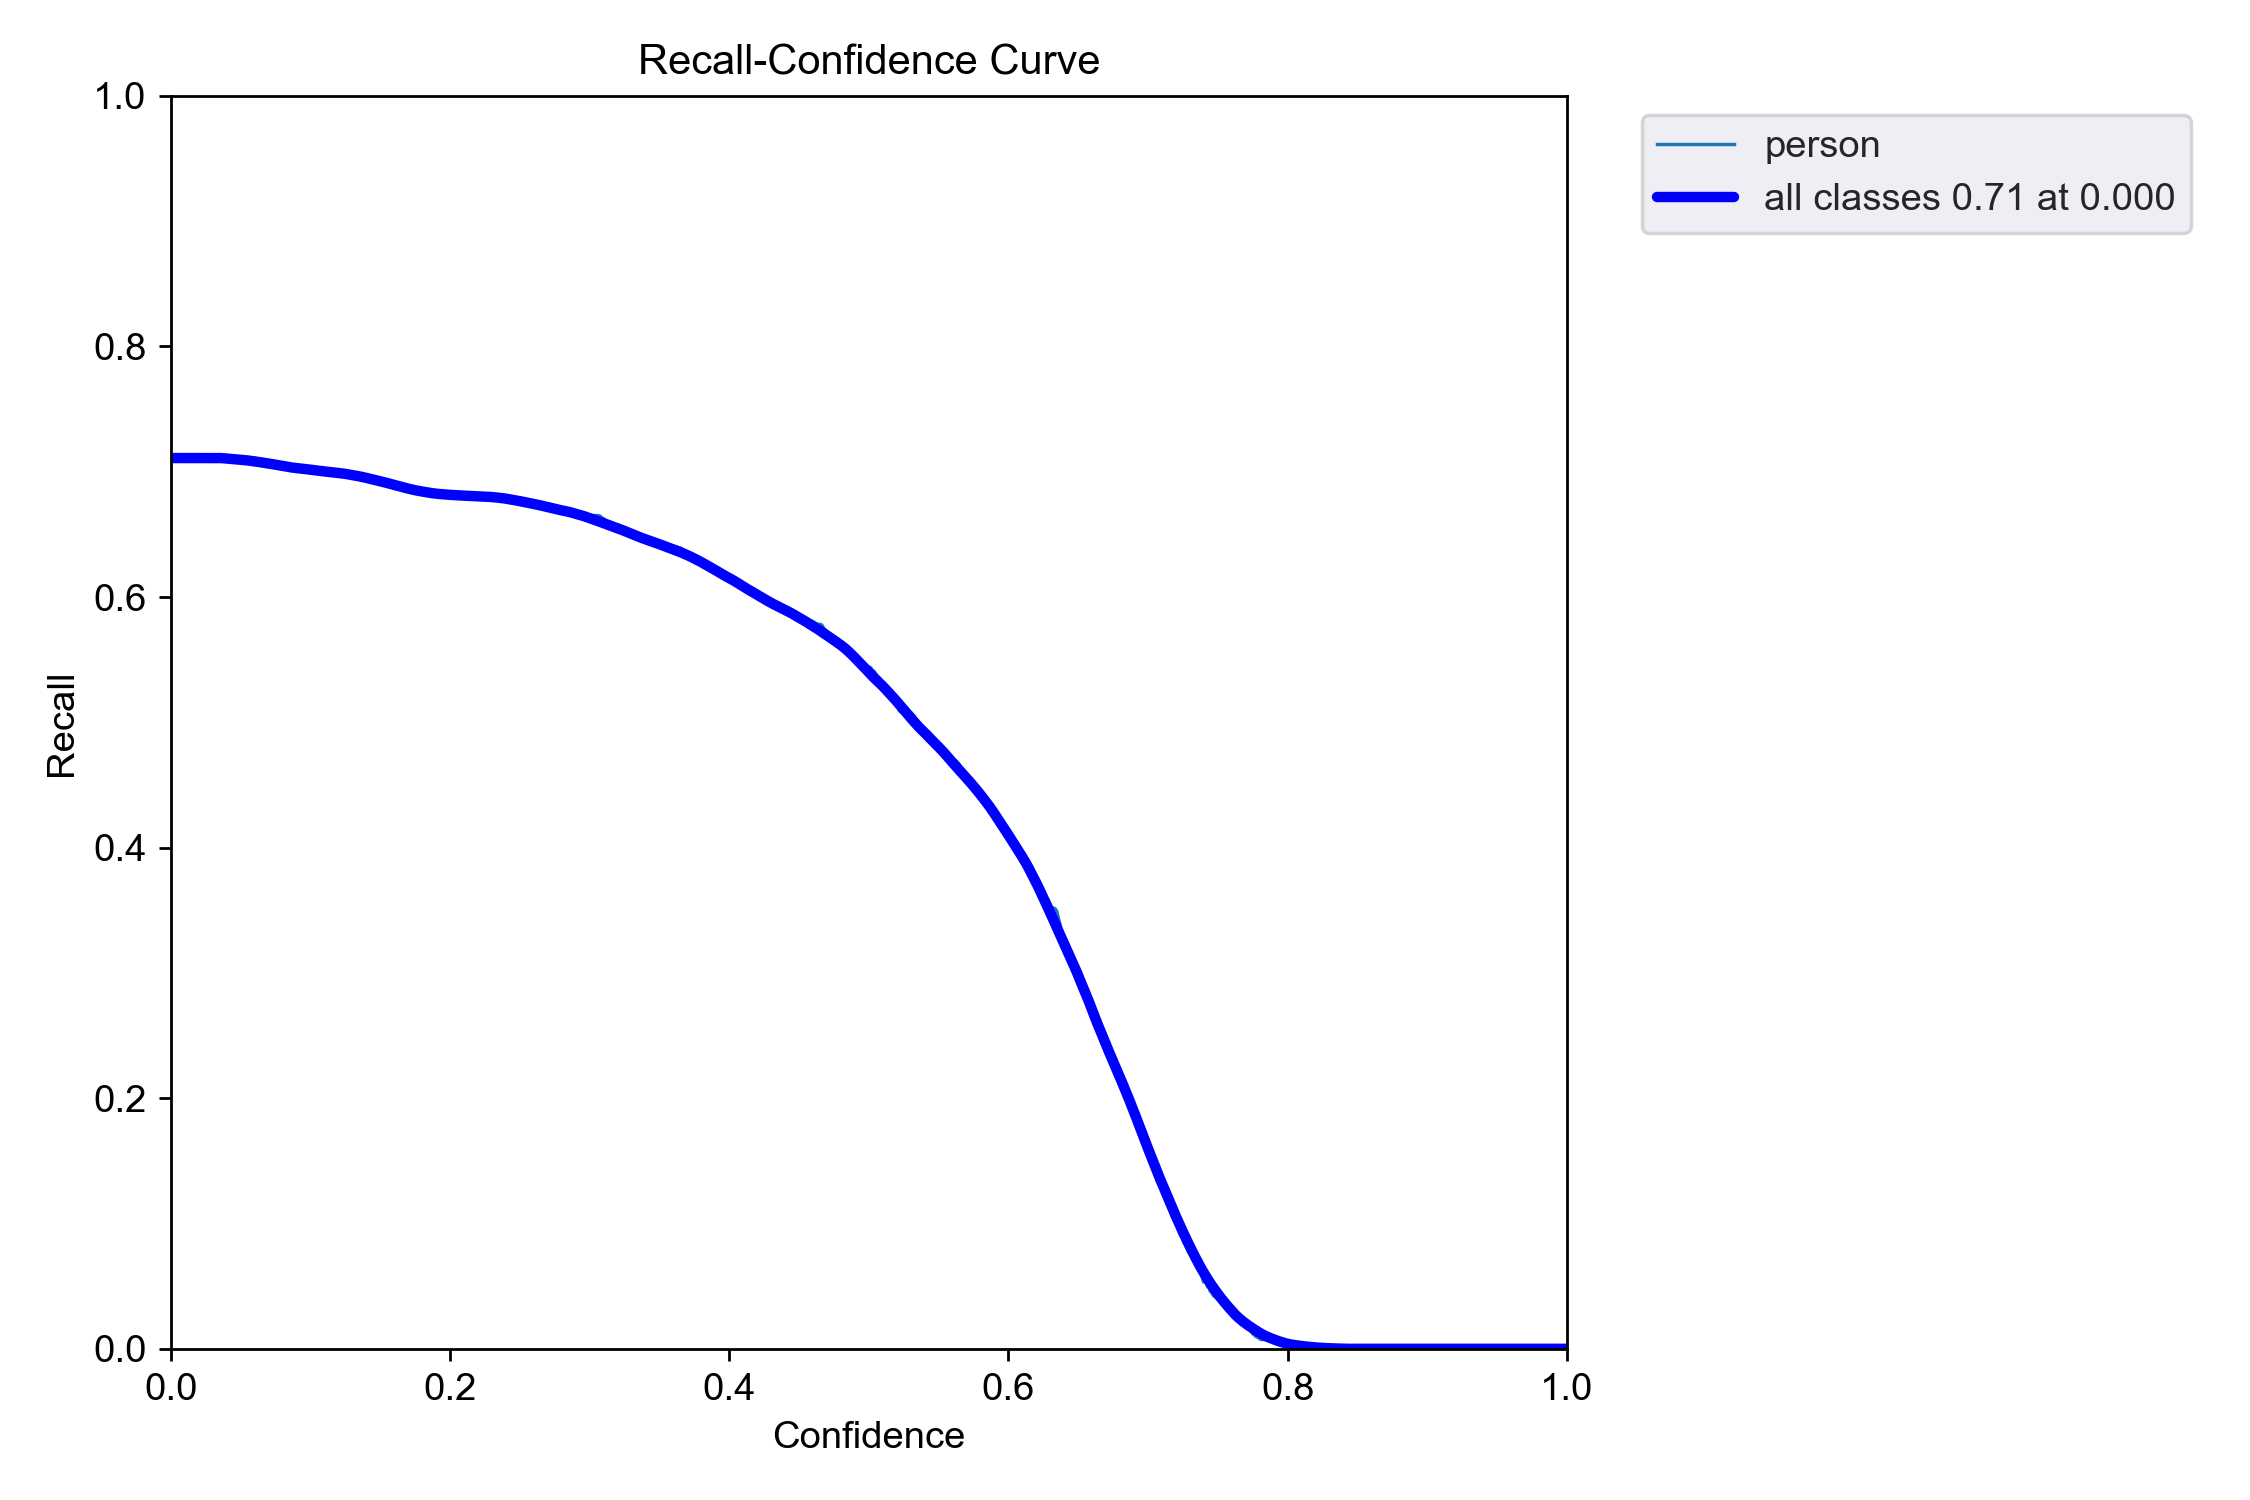 Recall-Confidence Curve
1.0
0.8
0.6
0.4
0.2
0.0
Recall
0.0 0.2 0.4 0.6 0.8 1.0
Confidence
person
all classes 0.71 at 0.000